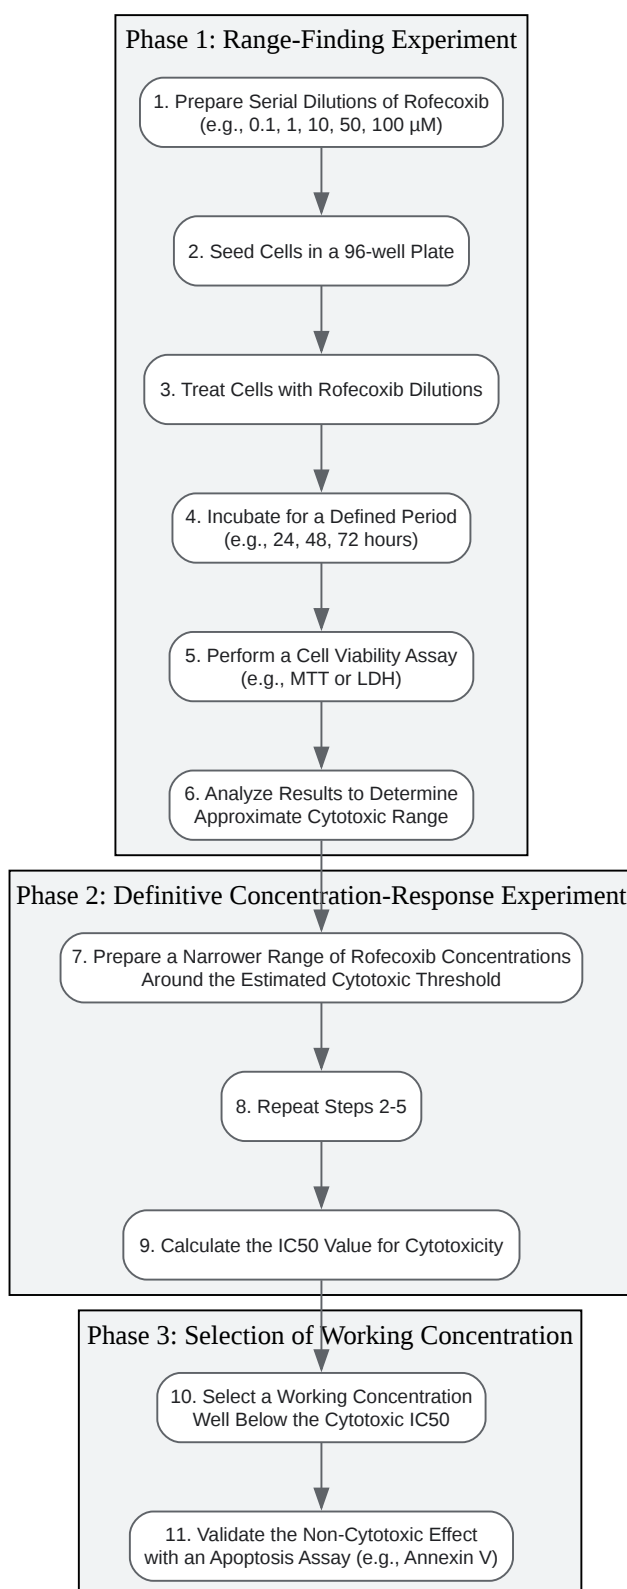 Phase 1: Range-Finding Experiment
1. Prepare Serial Dilutions of Rofecoxib
(e.g., 0.1, 1, 10, 50, 100 µM)
2. Seed Cells in a 96-well Plate
3. Treat Cells with Rofecoxib Dilutions
4. Incubate for a Defined Period
(e.g., 24, 48, 72 hours)
5. Perform a Cell Viability Assay
(e.g., MTT or LDH)
6. Analyze Results to Determine
Approximate Cytotoxic Range
Phase 2: Definitive Concentration-Response Experiment
7. Prepare a Narrower Range of Rofecoxib Concentrations
Around the Estimated Cytotoxic Threshold
8. Repeat Steps 2-5
9. Calculate the IC50 Value for Cytotoxicity
Phase 3: Selection of Working Concentration
10. Select a Working Concentration
Well Below the Cytotoxic IC50
11. Validate the Non-Cytotoxic Effect
with an Apoptosis Assay (e.g., Annexin V)